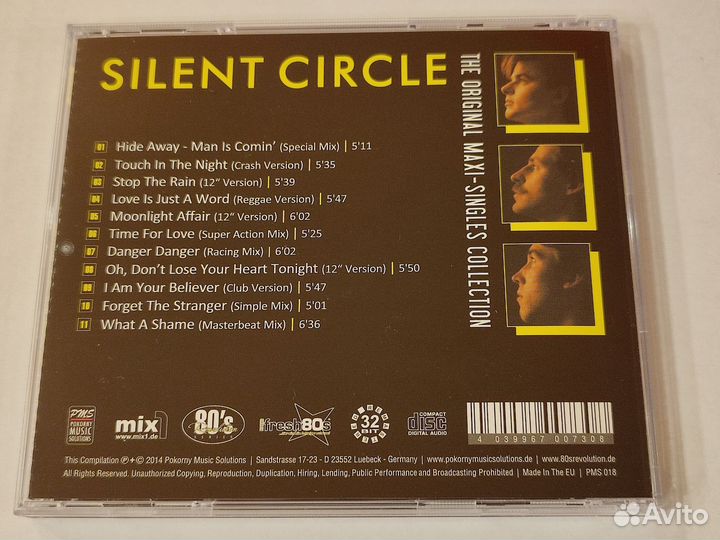 SILENT CIRCLE
THE ORIGINAL MAXI-SINGLES COLLECTION
01 Hide Away - Man Is Comin' (Special Mix) | 5'11
02 Touch In The Night (Crash Version) | 5'35
03 Stop The Rain (12" Version) | 5'39
04 Love Is Just A Word (Reggae Version) | 5'47
05 Moonlight Affair (12" Version) | 6'02
06 Time For Love (Super Action Mix) | 5'25
07 Danger Danger (Racing Mix) | 6'02
08 Oh, Don't Lose Your Heart Tonight (12" Version) | 5'50
09 I Am Your Believer (Club Version) | 5'47
10 Forget The Stranger (Simple Mix) | 5'01
11 What A Shame (Masterbeat Mix) | 6'36
PMS
POKORNY
MUSIC
SOLUTIONS
mix1
www.mix1.de
80's
fresh80s
32
BIT
COMPACT
disc
DIGITAL AUDIO
4 039967 007308
This Compilation ℗+© 2014 Pokorny Music Solutions | Sandstrasse 17-23 - D 23552 Luebeck - Germany | www.pokornymusicsolutions.de | www.80srevolution.de
All Rights Reserved. Unauthorized Copying, Reproduction, Duplication, Hiring, Lending, Public Performance and Broadcasting Prohibited | Made In The EU | PMS 018
Avito